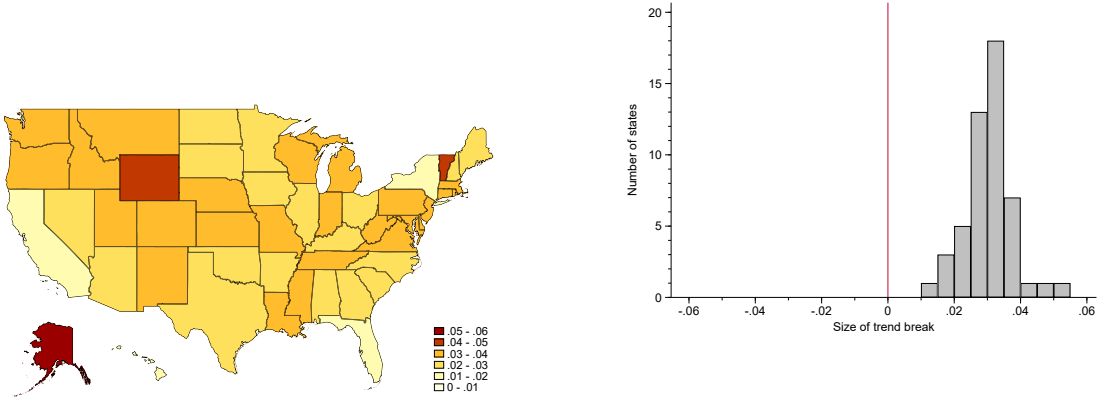 .05 - .06
.04 - .05
.03 - .04
.02 - .03
.01 - .02
0 - .01
20
15
10
5
0
Number of states
-.06
-.04
-.02
0
.02
.04
.06
Size of trend break